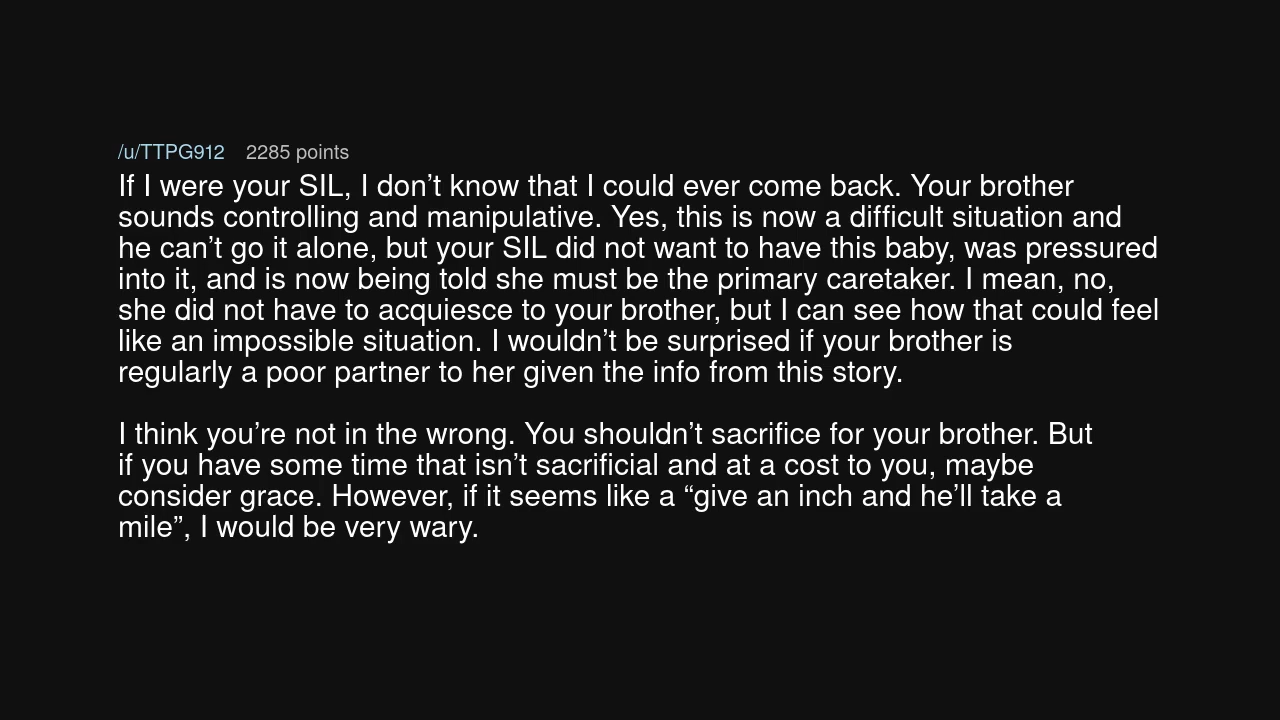 /u/TTPG912 2285 points
If I were your SIL, I don’t know that I could ever come back. Your brother
sounds controlling and manipulative. Yes, this is now a difficult situation and
he can’t go it alone, but your SIL did not want to have this baby, was pressured
into it, and is now being told she must be the primary caretaker. I mean, no,
she did not have to acquiesce to your brother, but I can see how that could feel
like an impossible situation. I wouldn’t be surprised if your brother is
regularly a poor partner to her given the info from this story.
I think you’re not in the wrong. You shouldn’t sacrifice for your brother. But
if you have some time that isn’t sacrificial and at a cost to you, maybe
consider grace. However, if it seems like a “give an inch and he’ll take a
mile”, I would be very wary.